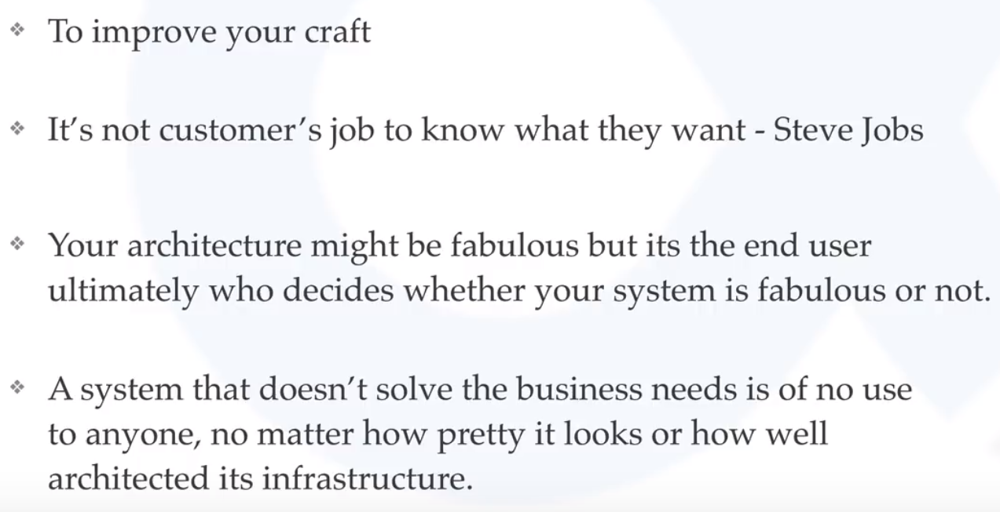 ❖ To improve your craft
❖ It’s not customer’s job to know what they want - Steve Jobs
❖ Your architecture might be fabulous but its the end user
ultimately who decides whether your system is fabulous or not.
❖ A system that doesn’t solve the business needs is of no use
to anyone, no matter how pretty it looks or how well
architected its infrastructure.